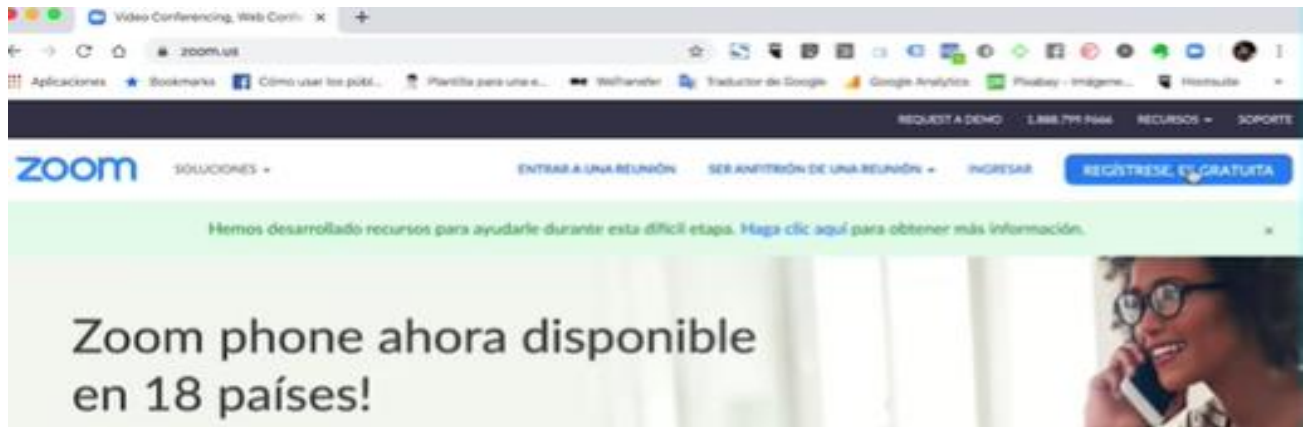 Video Conferencing, Web Conf
zoom.us
Aplicaciones Bookmarks Cómo usar los públ... Plantilla para una e... WeTransfer Traductor de Google Google Analytics Pixabay - Imágene... Hootsuite
REQUEST A DEMO 1.888.799.9666 RECURSOS SOPORTE
zoom SOLUCIONES ENTRAR A UNA REUNIÓN SER ANFITRIÓN DE UNA REUNIÓN INGRESAR REGÍSTRESE, ES GRATUITA
Hemos desarrollado recursos para ayudarle durante esta difícil etapa. Haga clic aquí para obtener más información.
Zoom phone ahora disponible
en 18 países!